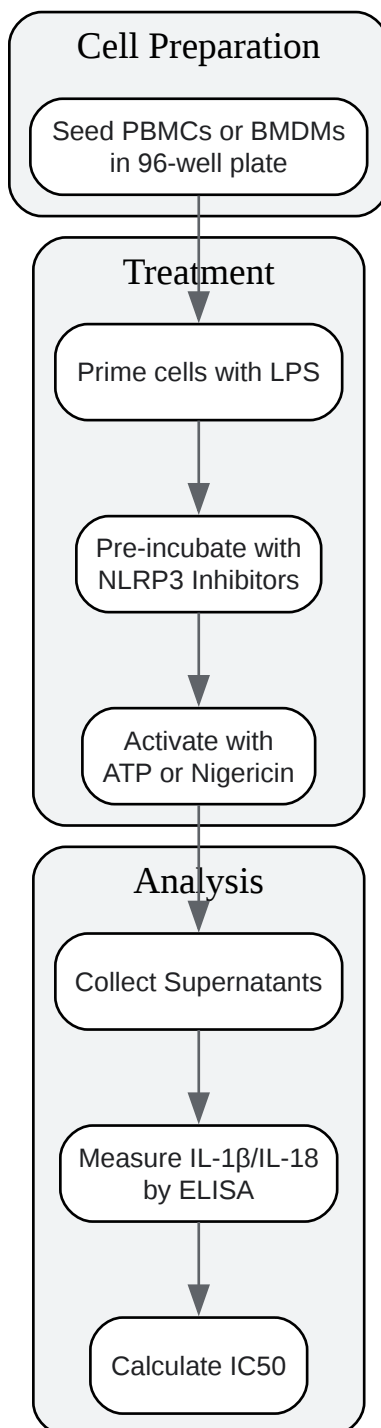 Cell Preparation
Seed PBMCs or BMDMs
in 96-well plate
Treatment
Prime cells with LPS
Pre-incubate with
NLRP3 Inhibitors
Activate with
ATP or Nigericin
Analysis
Collect Supernatants
Measure IL-1β/IL-18
by ELISA
Calculate IC50